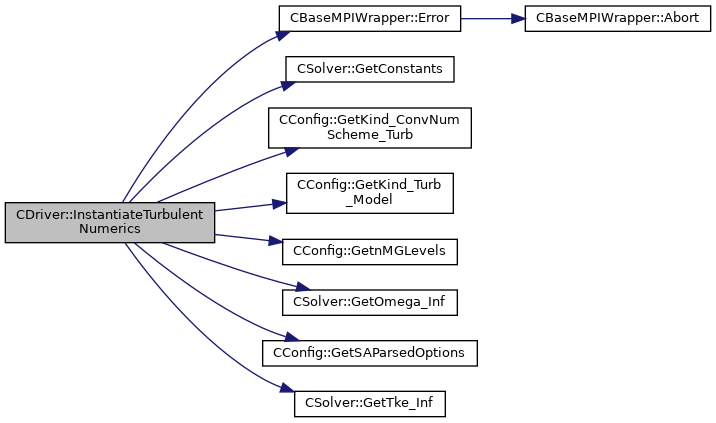 CDriver::InstantiateTurbulent
Numerics
CBaseMPIWrapper::Error
CBaseMPIWrapper::Abort
CSolver::GetConstants
CConfig::GetKind_ConvNum
Scheme_Turb
CConfig::GetKind_Turb
_Model
CConfig::GetnMGLevels
CSolver::GetOmega_Inf
CConfig::GetSAParsedOptions
CSolver::GetTke_Inf